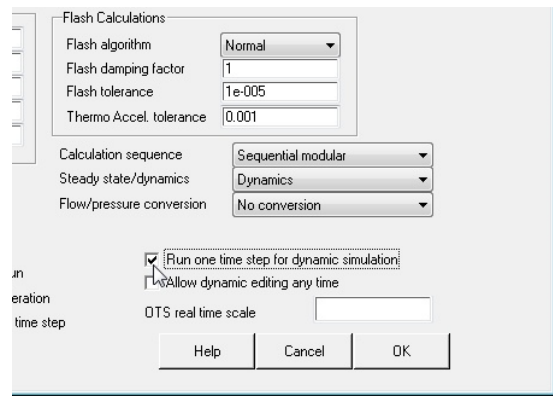 Flash Calculations
Flash algorithm Normal
Flash damping factor 1
Flash tolerance 1e-005
Thermo Accel. tolerance 0.001
Calculation sequence Sequential modular
Steady state/dynamics Dynamics
Flow/pressure conversion No conversion
Run one time step for dynamic simulation
un
Allow dynamic editing any time
eration
OTS real time scale
time step
Help Cancel OK